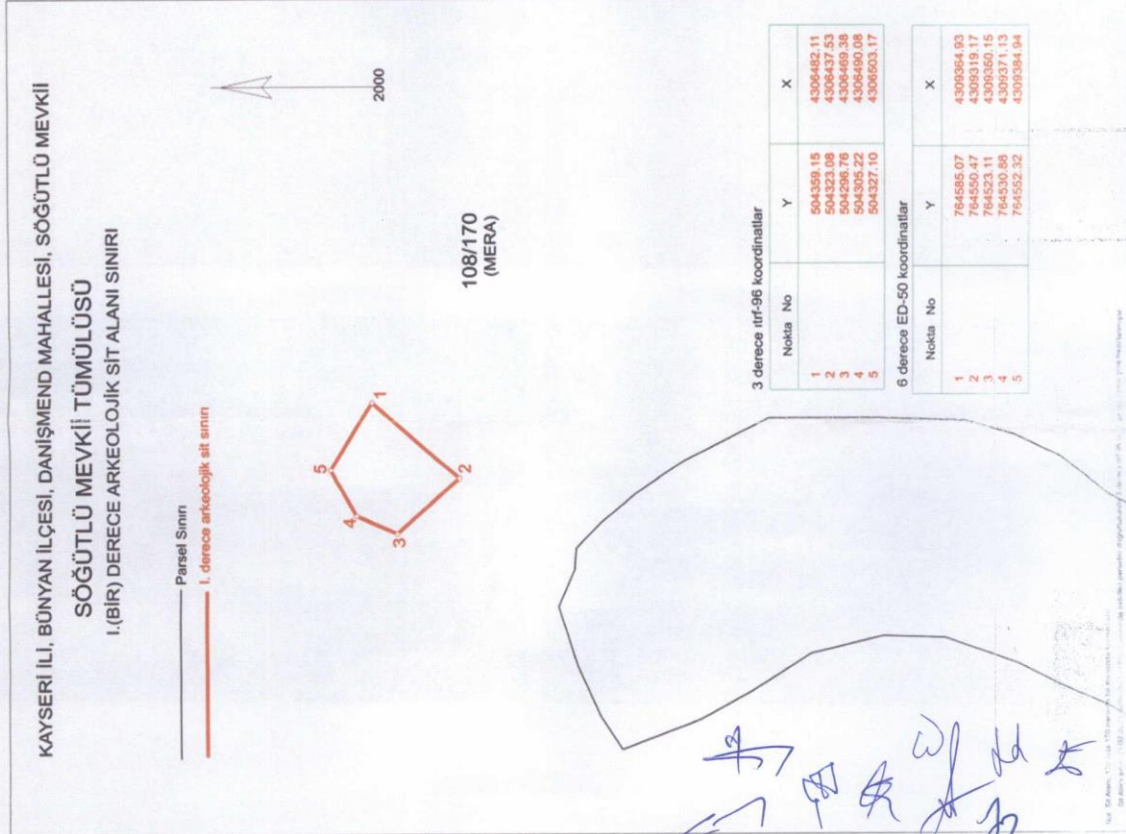 KAYSERİ İLİ, BÜNYAN İLÇESİ, DANIŞMEND MAHALLESİ, SÖĞÜTLÜ MEVKİİ
SÖĞÜTLÜ MEVKİİ TÜMÜLÜSÜ
I.(BİR) DERECE ARKEOLOJİK SİT ALANI SINIRI
Parsel Sınırı
I. derece arkeolojik sit sınırı
2000
5
4
1
3
2
108/170
(MERA)
3 derece ıtrf-96 koordinatlar
Nokta No Y X
1 504359.15 4306482.11
2 504323.08 4306437.53
3 504296.76 4306469.38
4 504305.22 4306490.08
5 504327.10 4306503.17
6 derece ED-50 koordinatlar
Nokta No Y X
1 764585.07 4309364.93
2 764550.47 4309319.17
3 764523.11 4309350.15
4 764530.88 4309371.13
5 764552.32 4309384.94